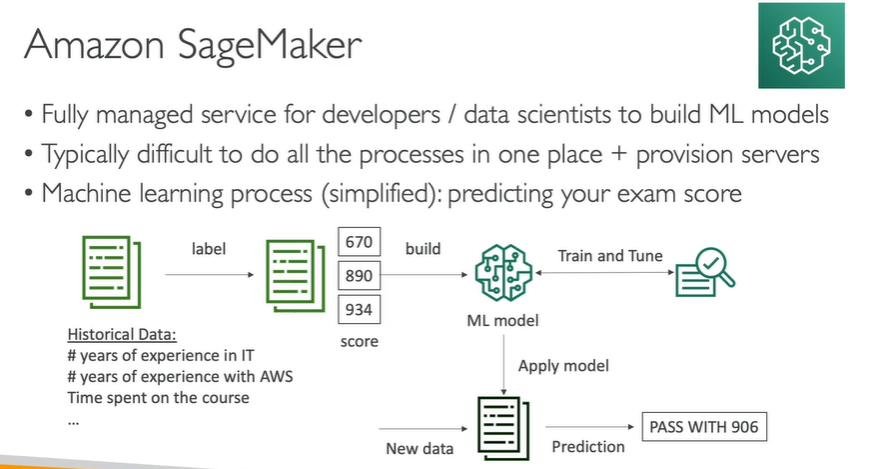 Amazon SageMaker
• Fully managed service for developers / data scientists to build ML models
• Typically difficult to do all the processes in one place + provision servers
• Machine learning process (simplified): predicting your exam score
label
670
890
934
score
build
ML model
Train and Tune
Historical Data:
# years of experience in IT
# years of experience with AWS
Time spent on the course
...
Apply model
New data
Prediction
PASS WITH 906